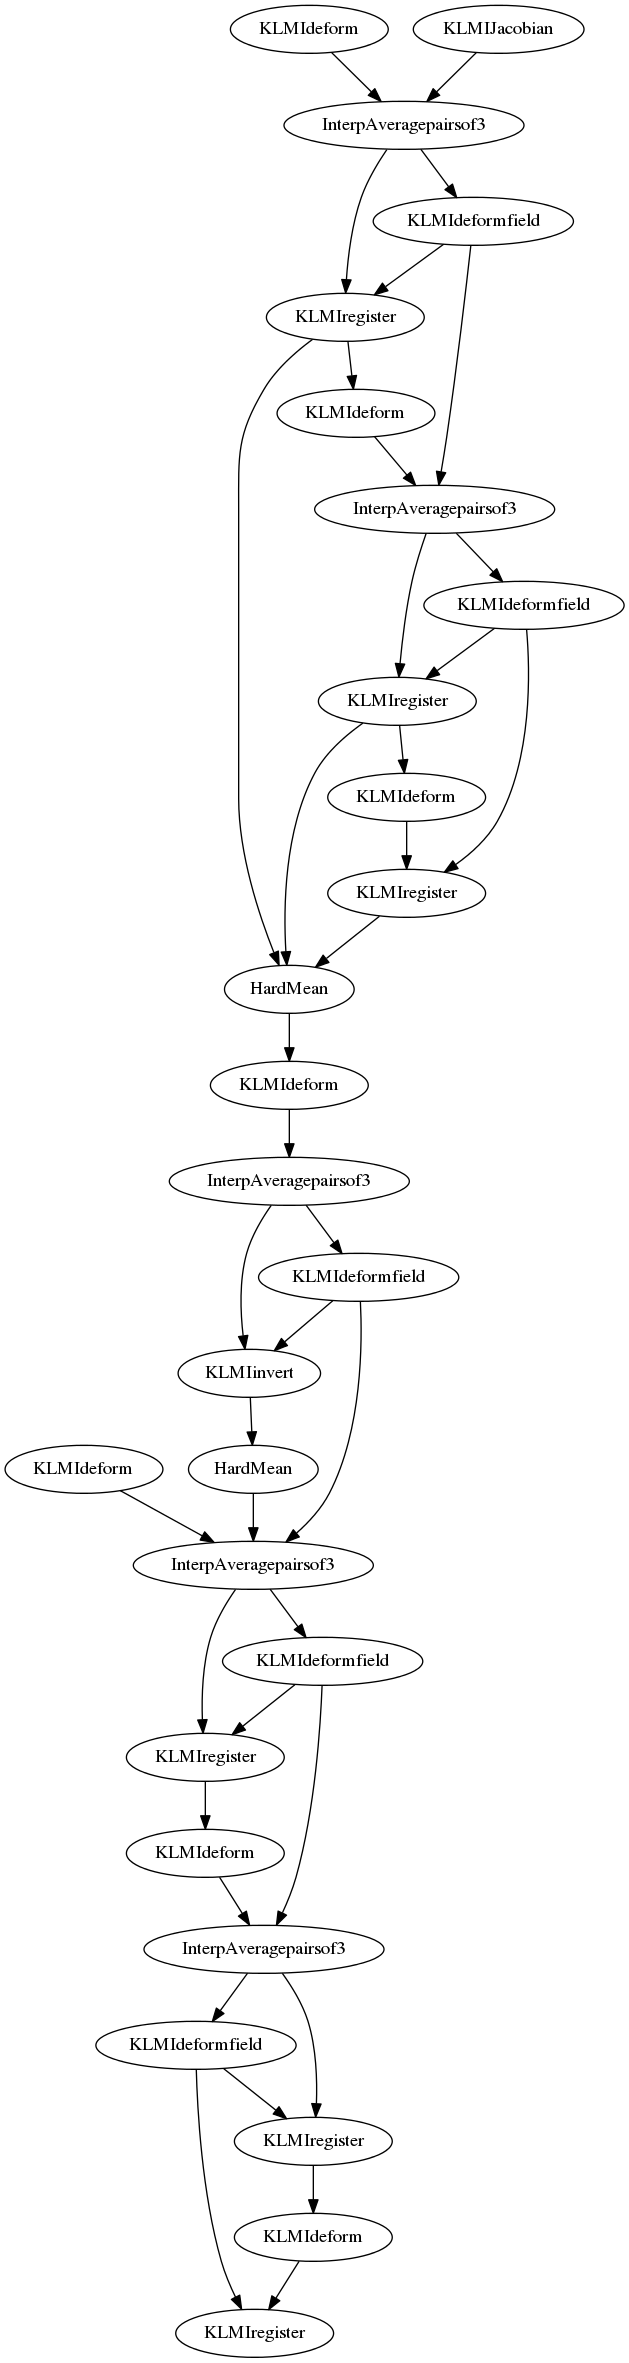 KLMIdeform
KLMIJacobian
InterpAveragepairsof3
KLMIdeformfield
KLMIregister
KLMIdeform
InterpAveragepairsof3
KLMIdeformfield
KLMIregister
KLMIdeform
KLMIregister
HardMean
KLMIdeform
InterpAveragepairsof3
KLMIdeformfield
KLMIinvert
KLMIdeform
HardMean
InterpAveragepairsof3
KLMIdeformfield
KLMIregister
KLMIdeform
InterpAveragepairsof3
KLMIdeformfield
KLMIregister
KLMIdeform
KLMIregister